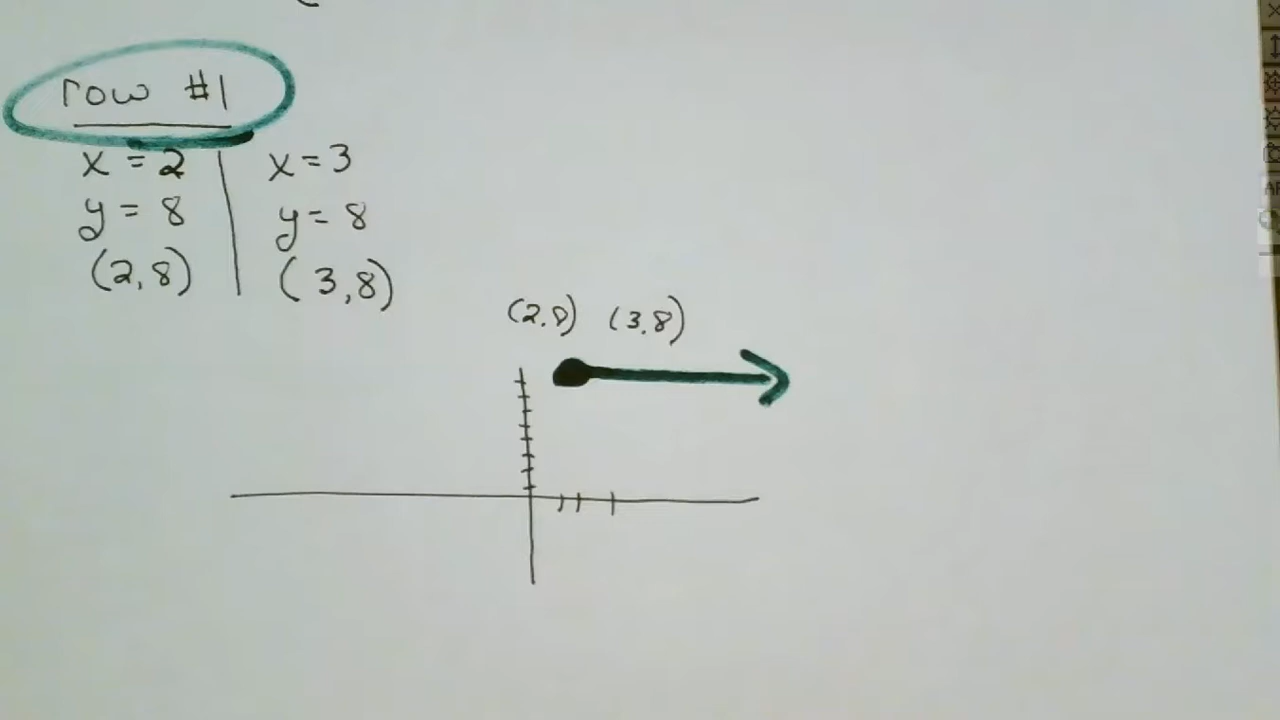 row #1
x = 2 x = 3
y = 8 y = 8
(2,8) (3,8)
(2,8) (3,8)